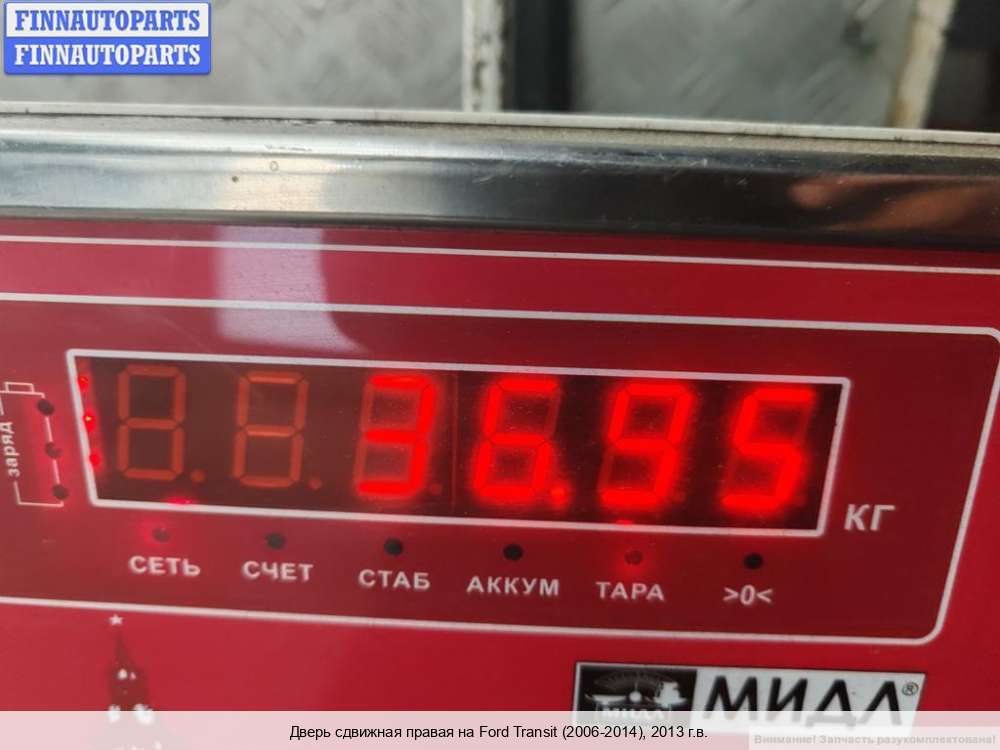 FINNAUTOPARTS
FINNAUTOPARTS
заряд
36.95
КГ
СЕТЬ СЧЕТ СТАБ АККУМ ТАРА >0<
МИДЛ
МИДЛ®
Дверь сдвижная правая на Ford Transit (2006-2014), 2013 г.в.
Внимание! Запчасть разукомплектована!